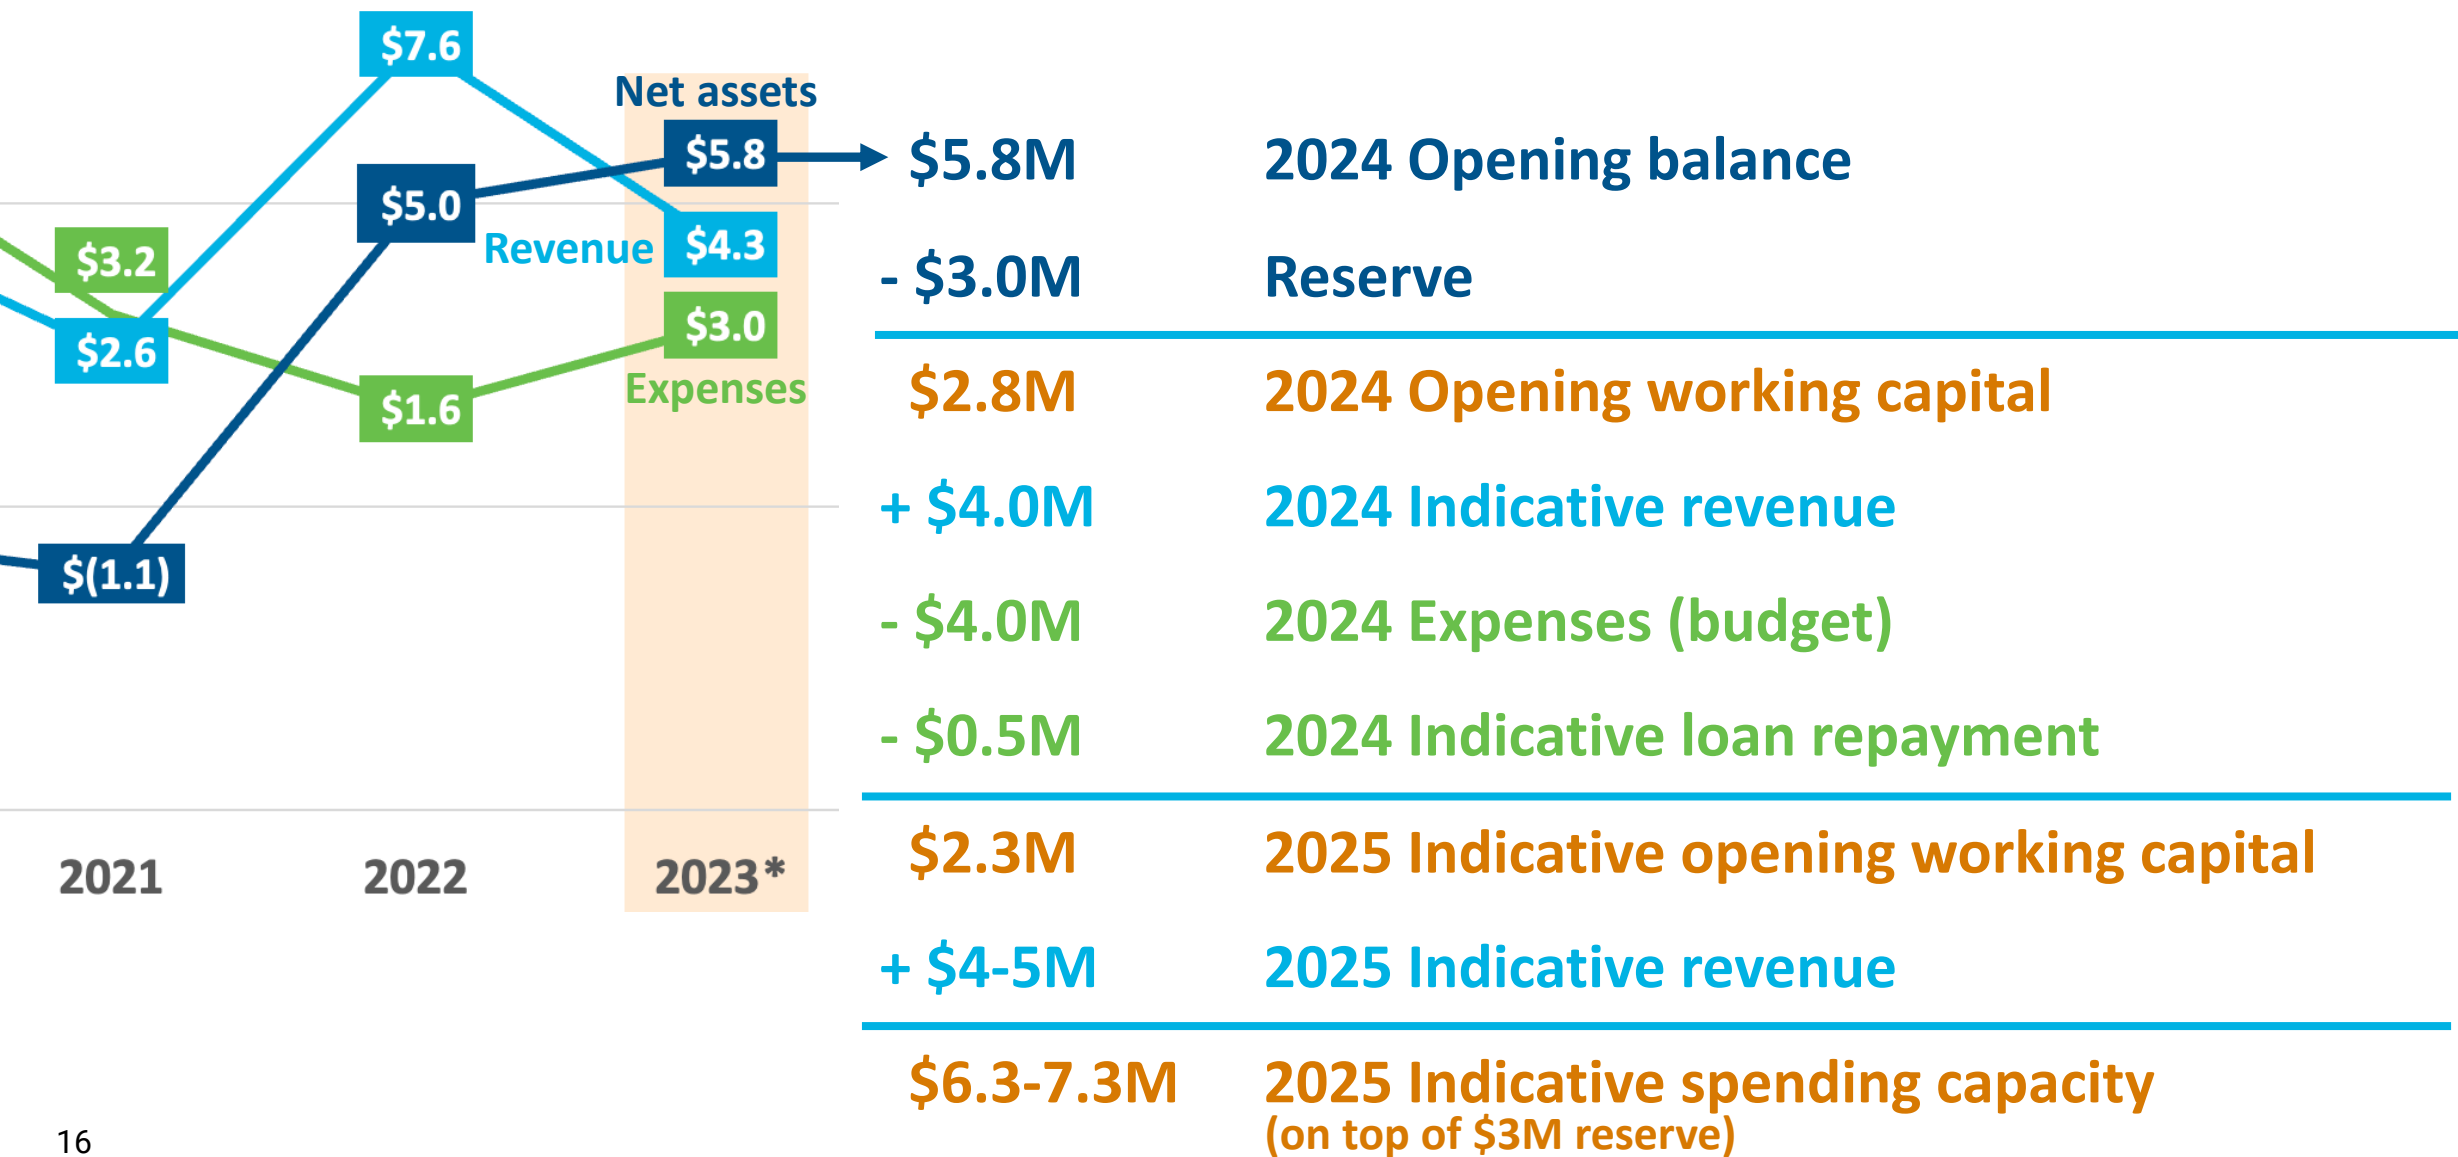 $7.6
Net assets
$5.8
$5.0
Revenue
$4.3
$3.2
$2.6
$3.0
Expenses
$1.6
$(1.1)
2021
2022
2023*
$5.8M 2024 Opening balance
- $3.0M Reserve
$2.8M 2024 Opening working capital
+ $4.0M 2024 Indicative revenue
- $4.0M 2024 Expenses (budget)
- $0.5M 2024 Indicative loan repayment
$2.3M 2025 Indicative opening working capital
+ $4-5M 2025 Indicative revenue
$6.3-7.3M 2025 Indicative spending capacity
(on top of $3M reserve)
16